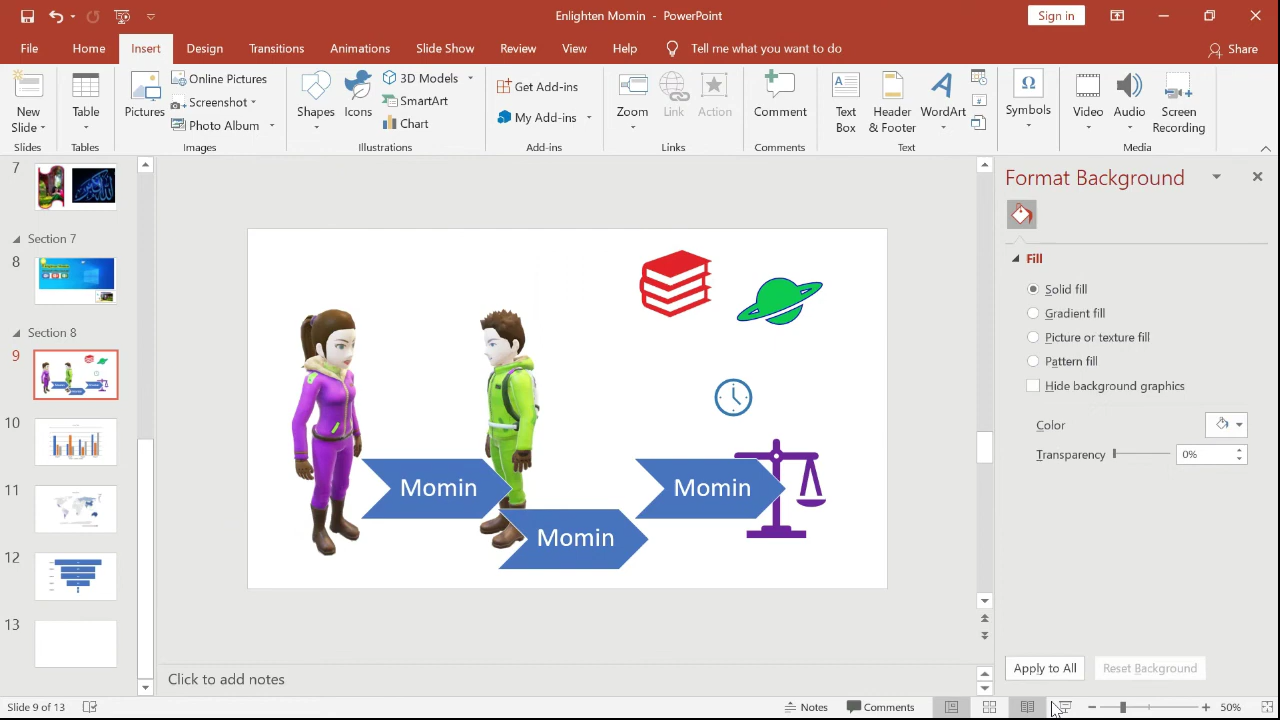 Enlighten Momin - PowerPoint
Sign in
File Home Insert Design Transitions Animations Slide Show Review View Help Tell me what you want to do Share
New Slide
Slides
Table
Tables
Pictures
Online Pictures
Screenshot
Photo Album
Images
Shapes
Icons
3D Models
SmartArt
Chart
Illustrations
Get Add-ins
My Add-ins
Add-ins
Zoom
Link
Action
Links
Comment
Comments
Text Box
Header & Footer
WordArt
Text
Symbols
Video
Audio
Screen Recording
Media
7
Section 7
8
Section 8
9
10
11
12
13
Momin
Momin
Momin
Click to add notes
Format Background
Fill
Solid fill
Gradient fill
Picture or texture fill
Pattern fill
Hide background graphics
Color
Transparency 0%
Apply to All Reset Background
Slide 9 of 13 Notes Comments 50%